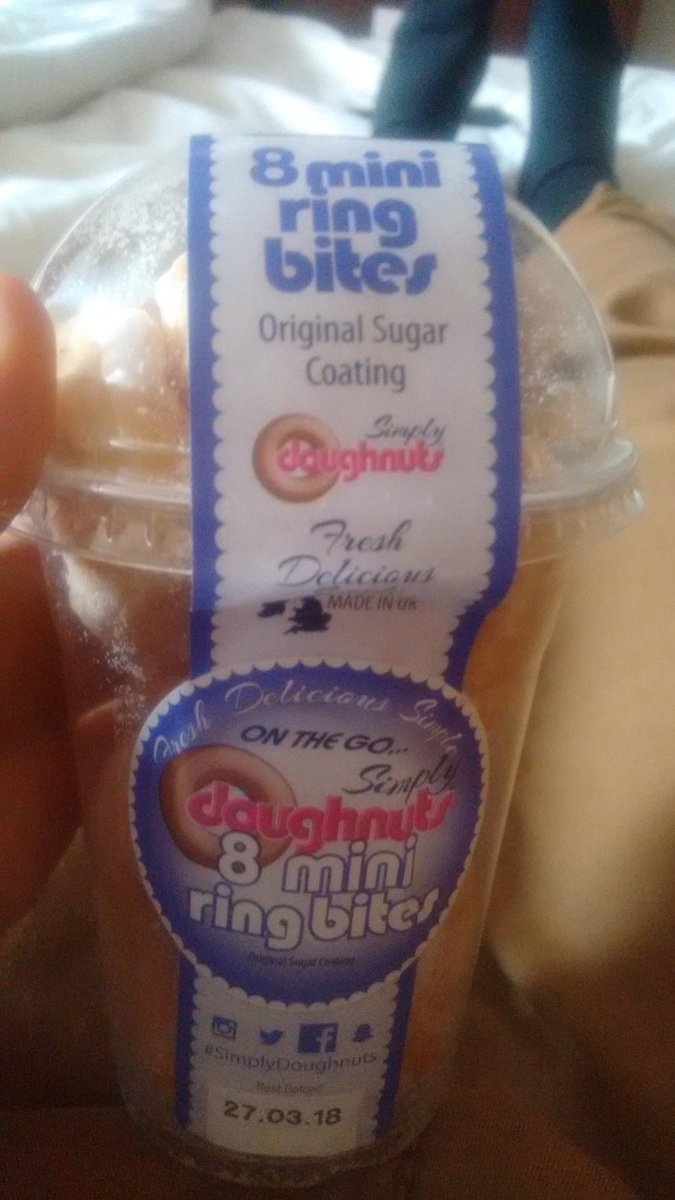 8 mini
ring
bites
Original Sugar
Coating
Simply
doughnuts
Fresh
Delicious
MADE IN UK
Fresh Delicious Simple
ON THE GO...
Simply
doughnuts
8 mini
ring bites
Original Sugar Coating
#SimplyDoughnuts
Best Before:
27.03.18